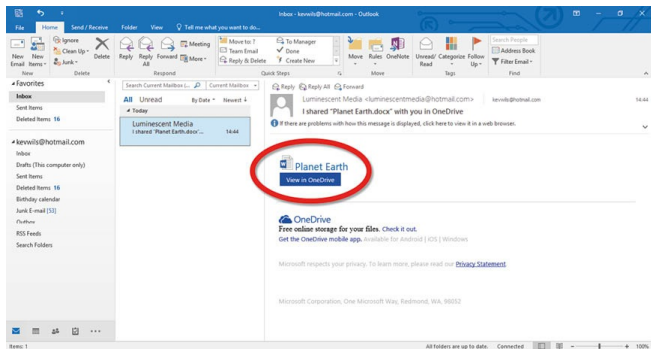 Inbox - kevwils@hotmail.com - Outlook
File Home Send / Receive Folder View Tell me what you want to do...
New Email
New Items
Ignore
Clean Up
Junk
Delete
Reply
Reply All
Forward
Meeting
More
Move to: ?
Team Email
Reply & Delete
To Manager
Done
Create New
Move
Rules
OneNote
Unread/ Read
Categorize
Follow Up
Search People
Address Book
Filter Email
New Delete Respond Quick Steps Move Tags Find
Favorites
Inbox
Sent Items
Deleted Items 16
kevwils@hotmail.com
Inbox
Drafts (This computer only)
Sent Items
Deleted Items 16
Birthday calendar
Junk E-mail [53]
Outbox
RSS Feeds
Search Folders
Search Current Mailbox (... Current Mailbox
All Unread By Date Newest
Today
Luminescent Media
I shared "Planet Earth.docx"... 14:44
Reply Reply All Forward
Luminescent Media <luminescentmedia@hotmail.com> kevwils@hotmail.com 14:44
I shared "Planet Earth.docx" with you in OneDrive
If there are problems with how this message is displayed, click here to view it in a web browser.
Planet Earth
View in OneDrive
OneDrive
Free online storage for your files. Check it out.
Get the OneDrive mobile app. Available for Android | iOS | Windows
Microsoft respects your privacy. To learn more, please read our Privacy Statement.
Microsoft Corporation, One Microsoft Way, Redmond, WA, 98052
Items: 1 All folders are up to date. Connected 100%